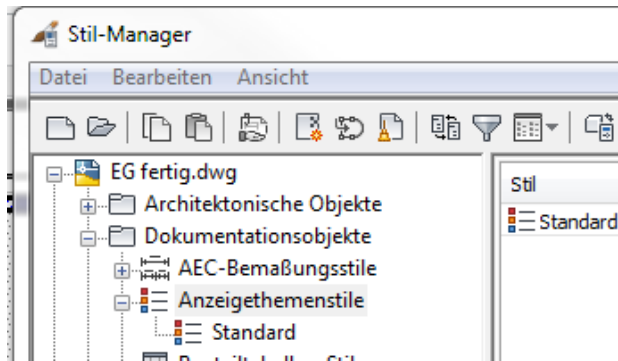 Stil-Manager
Datei Bearbeiten Ansicht
EG fertig.dwg
Architektonische Objekte
Dokumentationsobjekte
AEC-Bemaßungsstile
Anzeigethemenstile
Standard
Stil
Standard